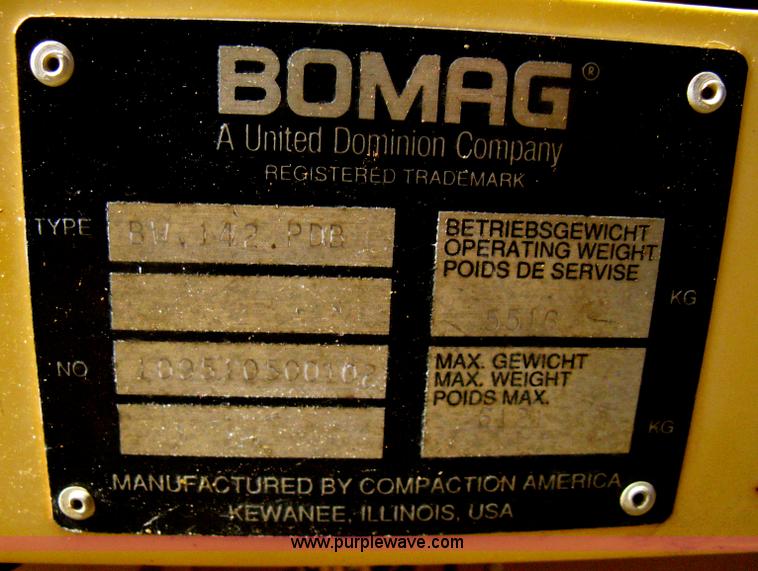 BOMAG®
A United Dominion Company
REGISTERED TRADEMARK
TYPE BW.142.PDB
BETRIEBSGEWICHT
OPERATING WEIGHT
POIDS DE SERVISE
KG
NO
MAX. GEWICHT
MAX. WEIGHT
POIDS MAX.
KG
MANUFACTURED BY COMPACTION AMERICA
KEWANEE, ILLINOIS, USA
www.purplewave.com